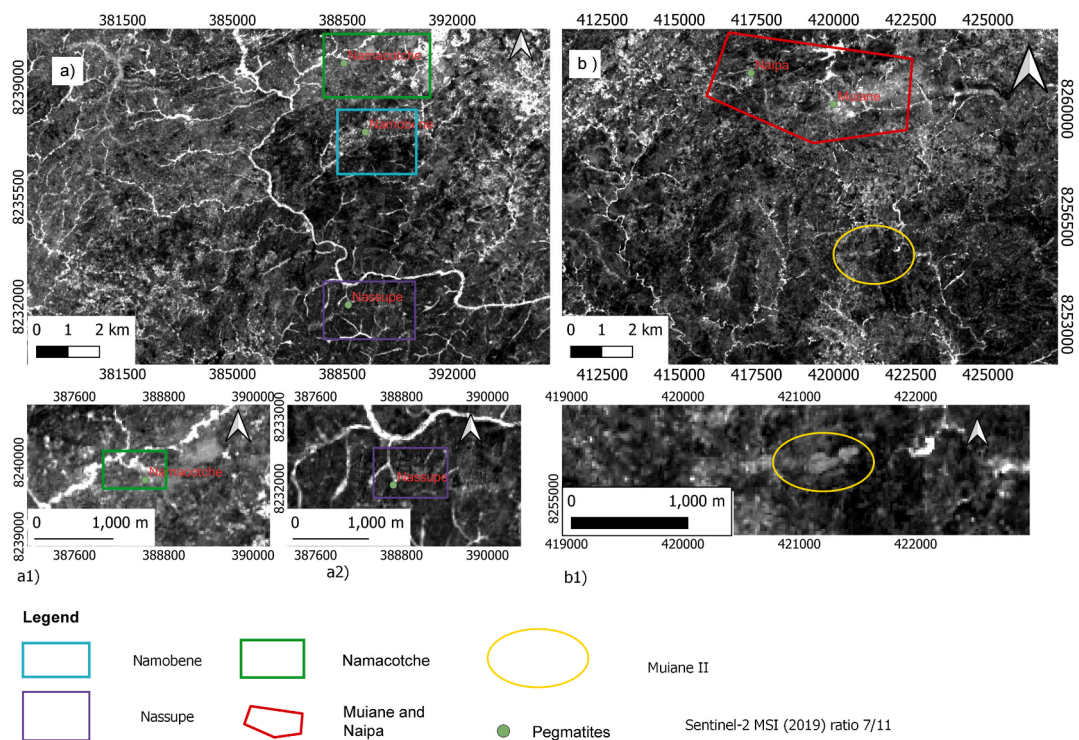 381500 385000 388500 392000
a)
Namacotche
8239000
Namobene
8235500
Nassupe
8232000
0 1 2 km
381500 385000 388500 392000
412500 415000 417500 420000 422500 425000
b)
Naipa
Muiane
8260000
8256500
8253000
0 1 2 km
412500 415000 417500 420000 422500 425000
387600 388800 390000
8240000
Namacotche
8239000
0 1,000 m
387600 388800 390000
a1)
387600 388800 390000
8233000
Nassupe
8232000
0 1,000 m
387600 388800 390000
a2)
419000 420000 421000 422000
8255000
0 1,000 m
419000 420000 421000 422000
b1)
Legend
Namobene
Namacotche
Muiane II
Nassupe
Muiane and
Naipa
Pegmatites
Sentinel-2 MSI (2019) ratio 7/11